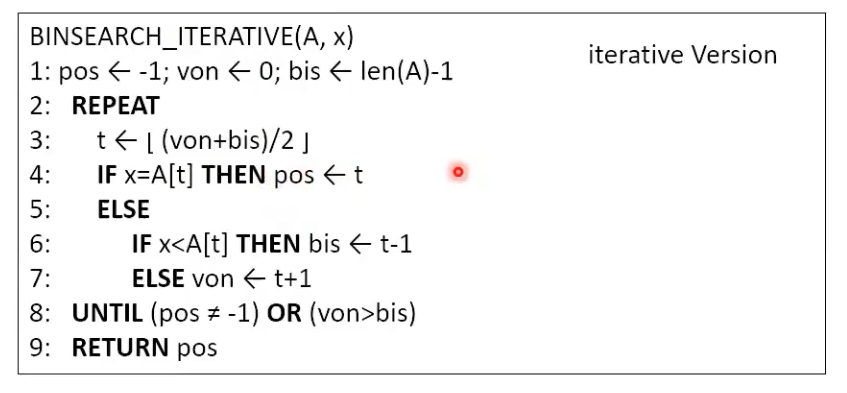 BINSEARCH_ITERATIVE(A, x)
iterative Version
1: pos ← -1; von ← 0; bis ← len(A)-1
2: REPEAT
3: t ← ⌊ (von+bis)/2 ⌋
4: IF x=A[t] THEN pos ← t
5: ELSE
6: IF x<A[t] THEN bis ← t-1
7: ELSE von ← t+1
8: UNTIL (pos ≠ -1) OR (von>bis)
9: RETURN pos